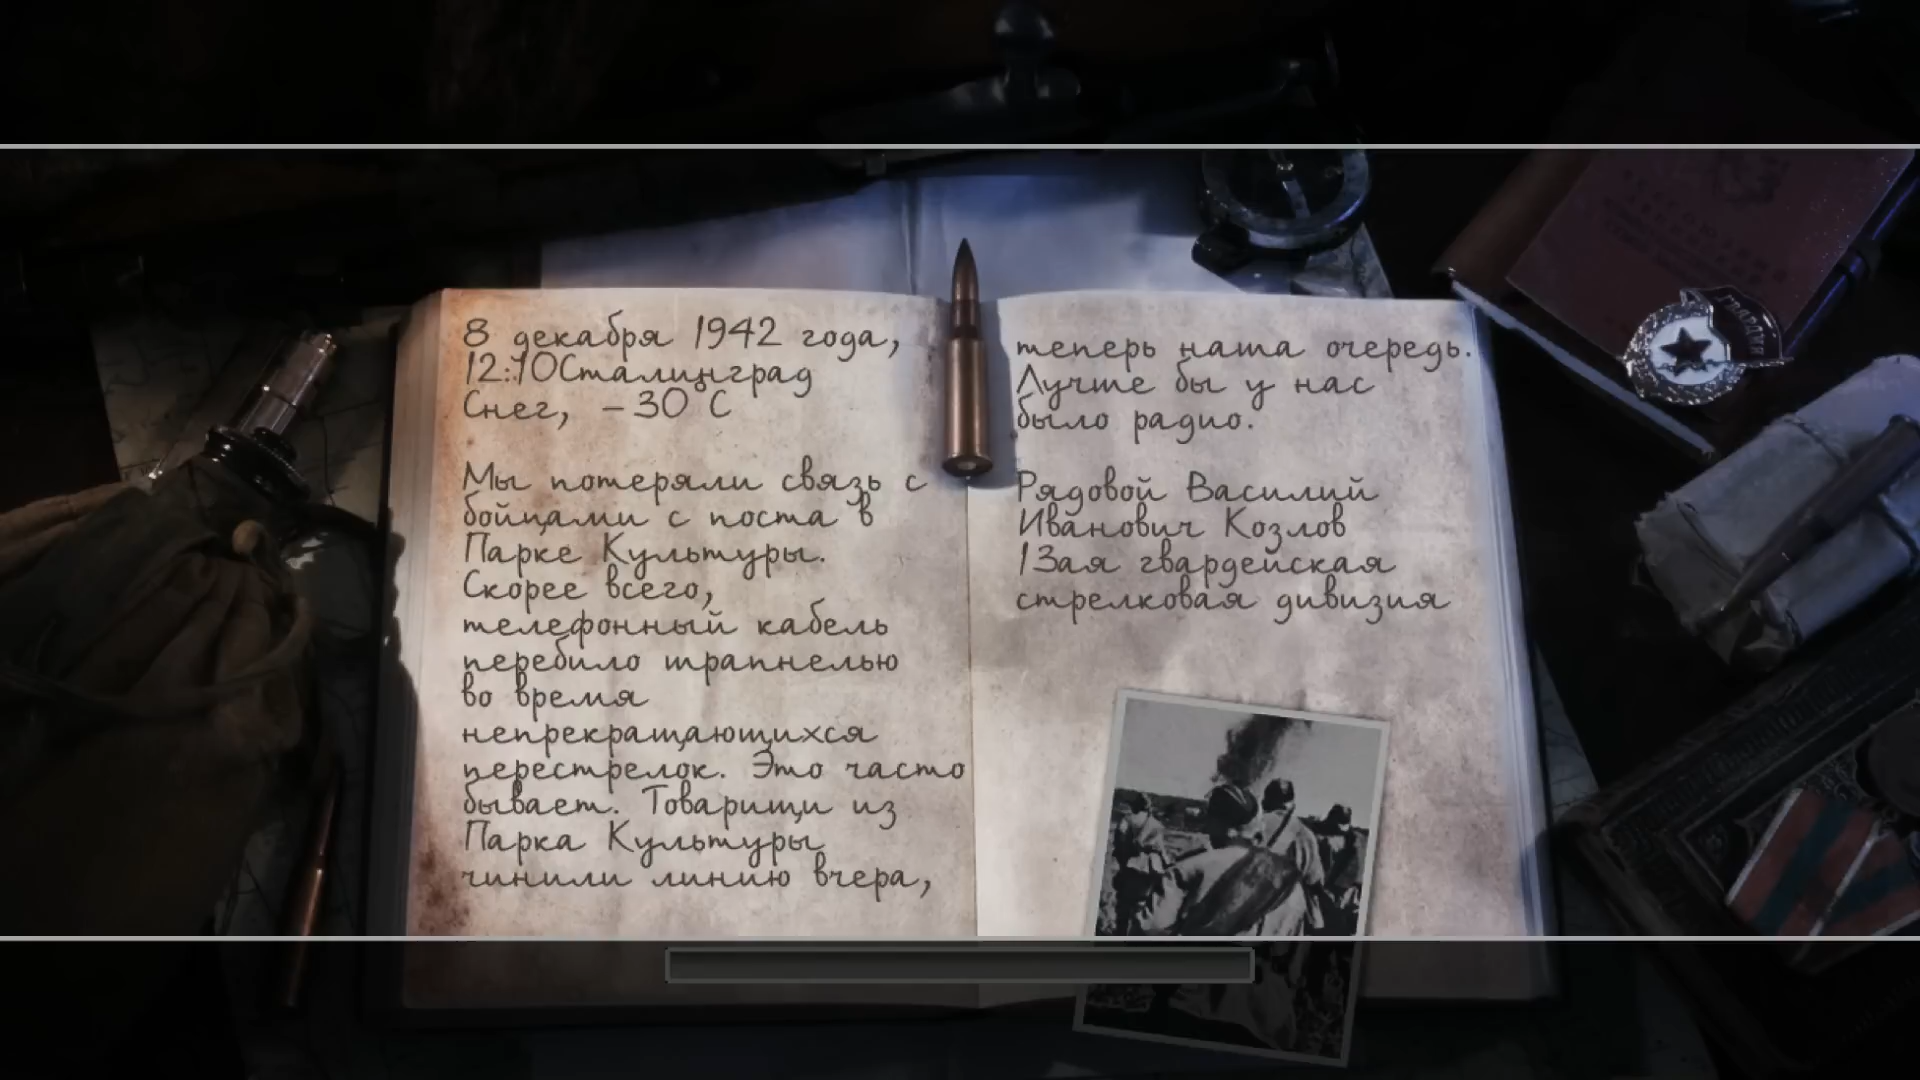 8 декабря 1942 года,
12:10Сталинград
Снег, -30°С
Мы потеряли связь с
бойцами с поста в
Парке Культуры.
Скорее всего,
телефонный кабель
перебило шрапнелью
во время
непрекращающихся
перестрелок. Это часто
бывает. Товарищи из
Парка Культуры
чинили линию вчера,
теперь наша очередь.
Лучше бы у нас
было радио.
Рядовой Василий
Иванович Козлов
13ая гвардейская
стрелковая дивизия
ГВАРДИЯ